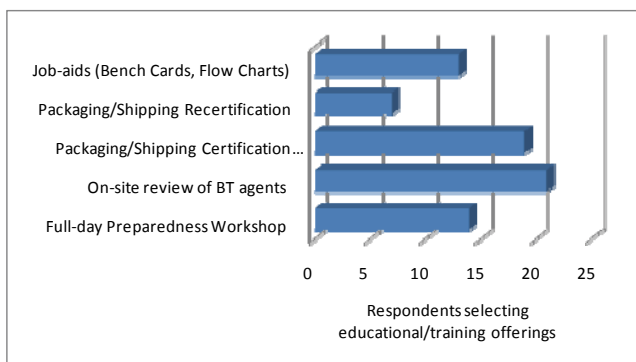 Job-aids (Bench Cards, Flow Charts)
Packaging/Shipping Recertification
Packaging/Shipping Certification ...
On-site review of BT agents
Full-day Preparedness Workshop
0 5 10 15 20 25
Respondents selecting
educational/training offerings